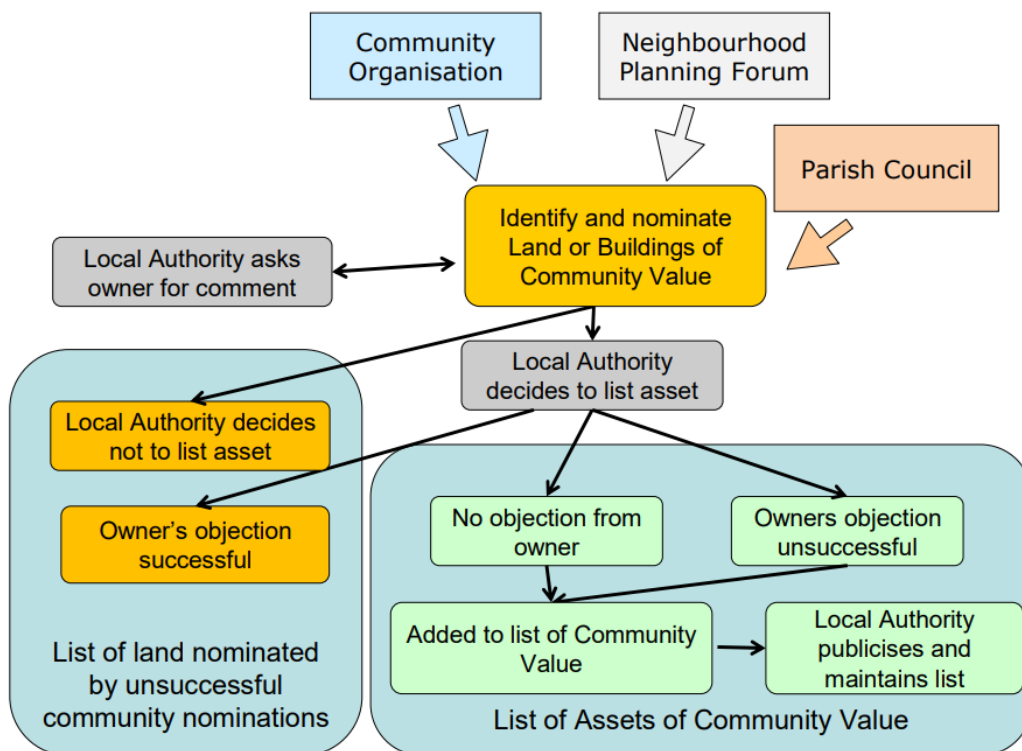 Community
Organisation
Neighbourhood
Planning Forum
Parish Council
Identify and nominate
Land or Buildings of
Community Value
Local Authority asks
owner for comment
Local Authority
decides to list asset
Local Authority decides
not to list asset
Owner’s objection
successful
No objection from
owner
Owners objection
unsuccessful
Added to list of Community
Value
Local Authority
publicises and
maintains list
List of land nominated
by unsuccessful
community nominations
List of Assets of Community Value